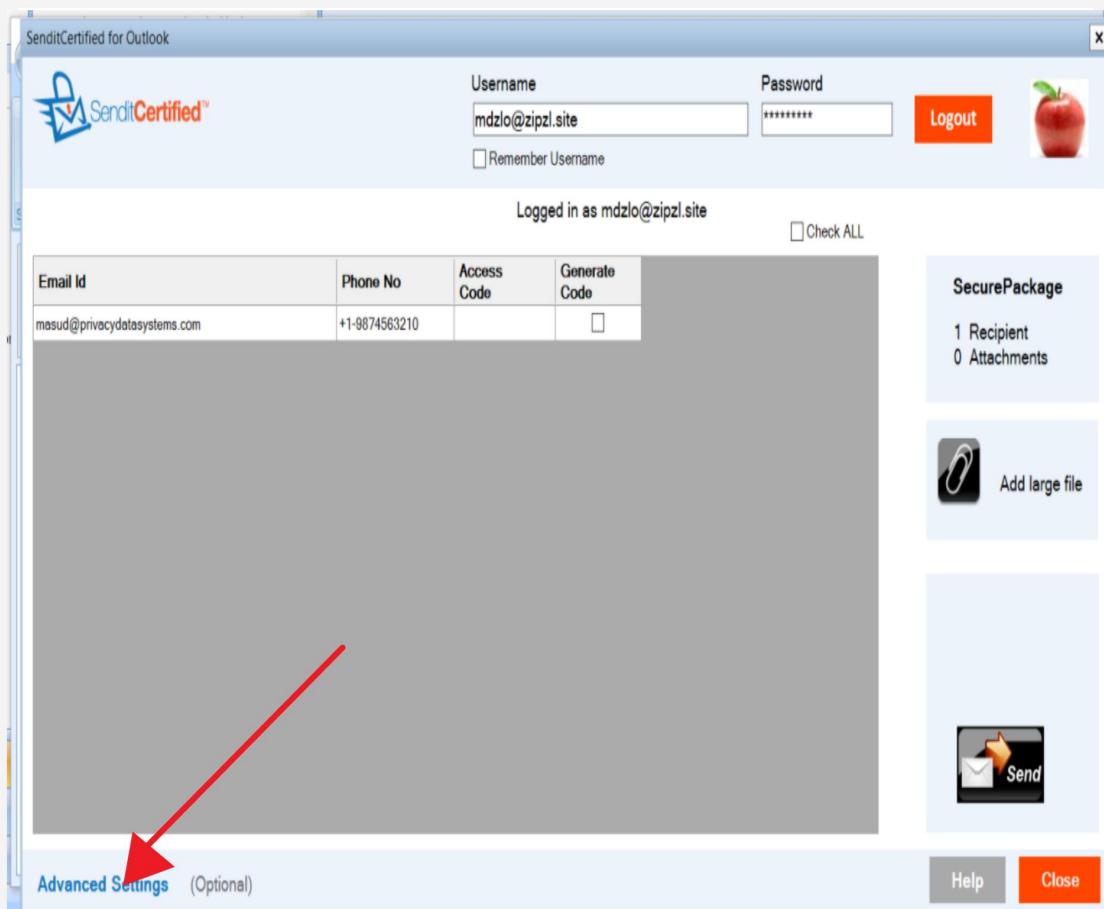 SenditCertified for Outlook
x
SenditCertified™
Username
Password
mdzlo@zipzl.site
*********
Logout
Remember Username
Logged in as mdzlo@zipzl.site
Check ALL
Email Id
Phone No
Access
Code
Generate
Code
masud@privacydatasystems.com
+1-9874563210
SecurePackage
1 Recipient
0 Attachments
Add large file
Send
Advanced Settings
(Optional)
Help
Close